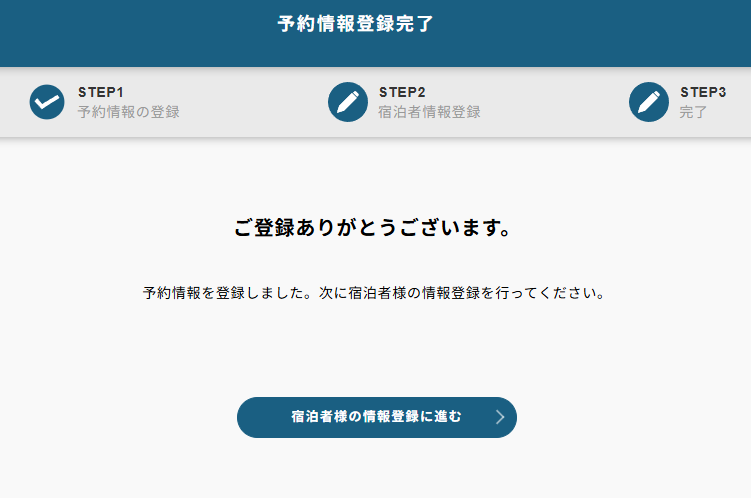 予約情報登録完了
STEP1
予約情報の登録
STEP2
宿泊者情報登録
STEP3
完了
ご登録ありがとうございます。
予約情報を登録しました。次に宿泊者様の情報登録を行ってください。
宿泊者様の情報登録に進む